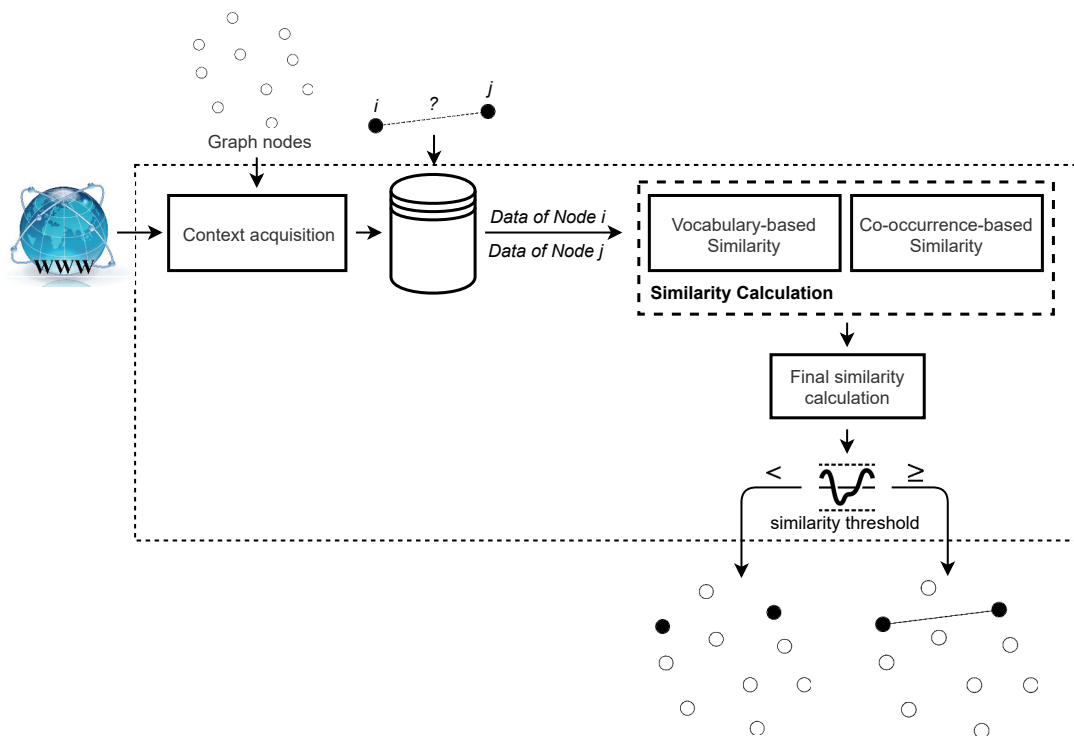 i
?
j
Graph nodes
WWW
Context acquisition
Data of Node i
Data of Node j
Vocabulary-based
Similarity
Co-occurrence-based
Similarity
Similarity Calculation
Final similarity
calculation
<
≥
similarity threshold